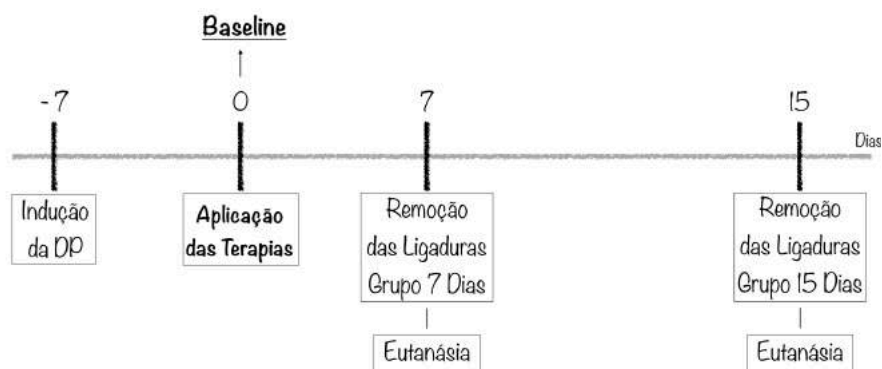 Baseline
-7
0
7
15
Dias
Indução
da DP
Aplicação
das Terapias
Remoção
das Ligaduras
Grupo 7 Dias
Eutanásia
Remoção
das Ligaduras
Grupo 15 Dias
Eutanásia